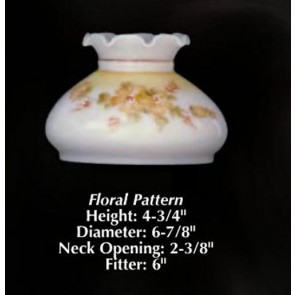 Floral Pattern
Height: 4-3/4"
Diameter: 6-7/8"
Neck Opening: 2-3/8"
Fitter: 6"